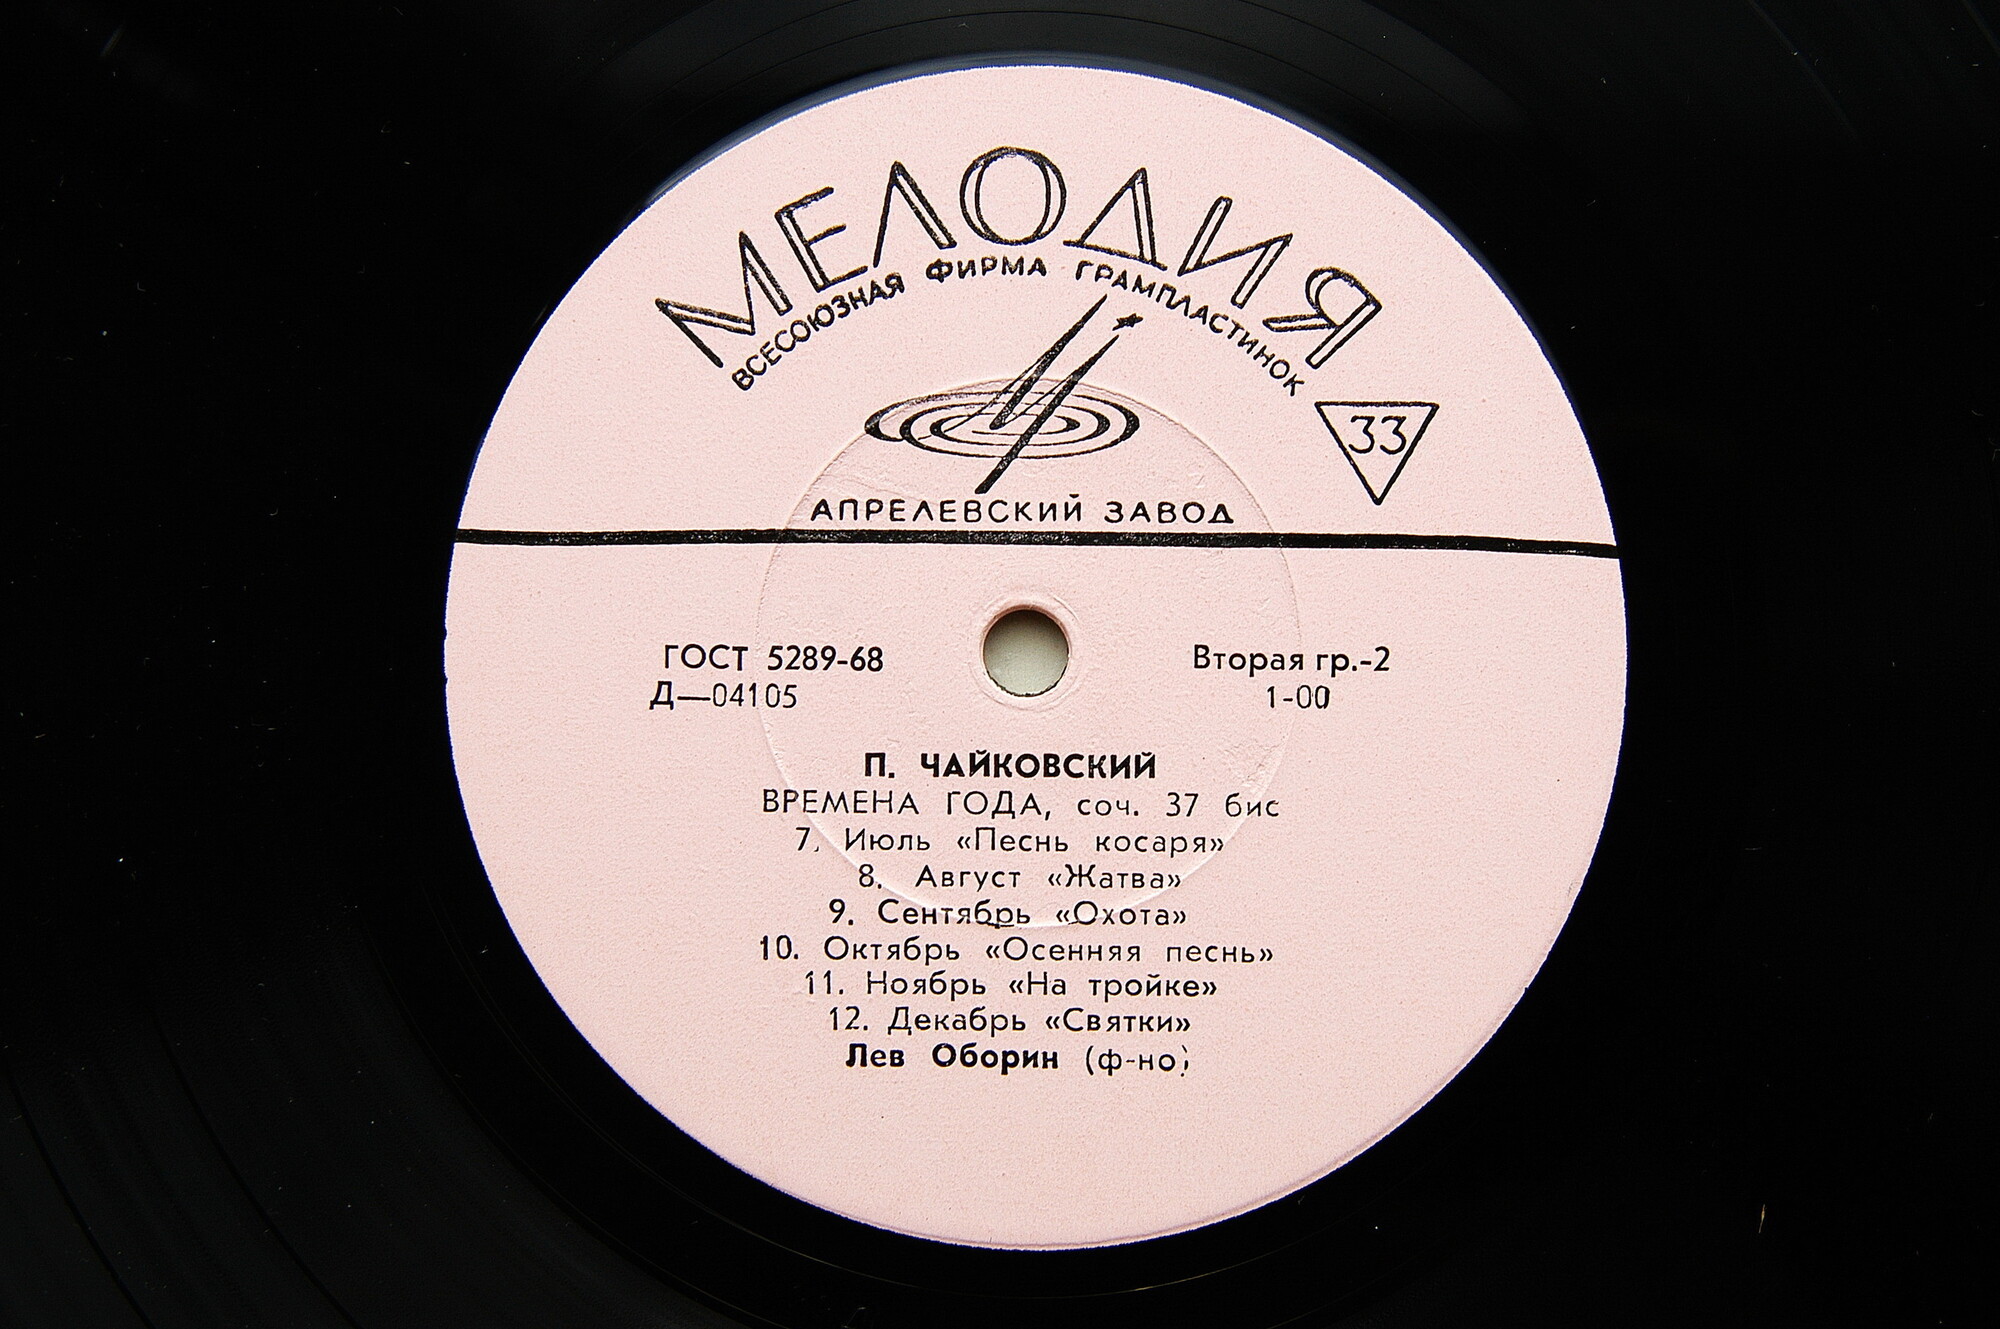 МЕЛОДИЯ
ВСЕСОЮЗНАЯ ФИРМА ГРАМПЛАСТИНОК
33
АПРЕЛЕВСКИЙ ЗАВОД
ГОСТ 5289-68 Вторая гр.-2
Д—04105 1-00
П. ЧАЙКОВСКИЙ
ВРЕМЕНА ГОДА, соч. 37 бис
7. Июль «Песнь косаря»
8. Август «Жатва»
9. Сентябрь «Охота»
10. Октябрь «Осенняя песнь»
11. Ноябрь «На тройке»
12. Декабрь «Святки»
Лев Оборин (ф-но)